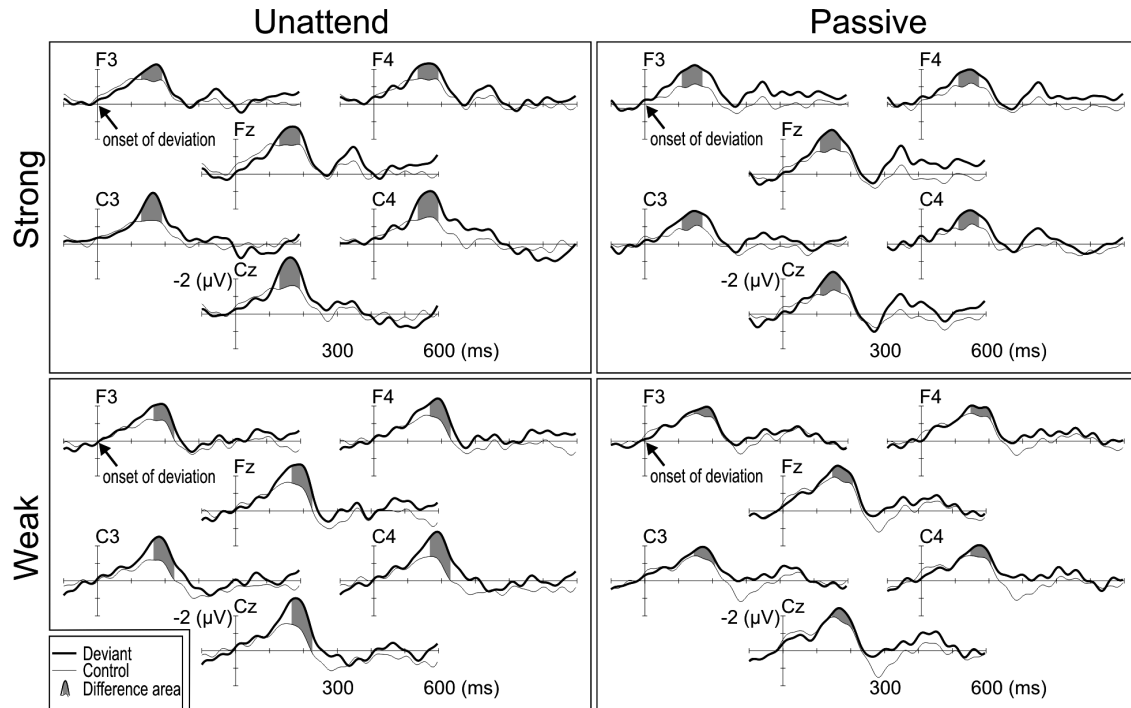 Unattend
Passive
Strong
F3
F4
onset of deviation
Fz
C3
C4
-2 (µV) Cz
300 600 (ms)
F3
F4
onset of deviation
Fz
C3
C4
-2 (µV) Cz
300 600 (ms)
Weak
F3
F4
onset of deviation
Fz
C3
C4
-2 (µV) Cz
300 600 (ms)
F3
F4
onset of deviation
Fz
C3
C4
-2 (µV) Cz
300 600 (ms)
Deviant
Control
Difference area